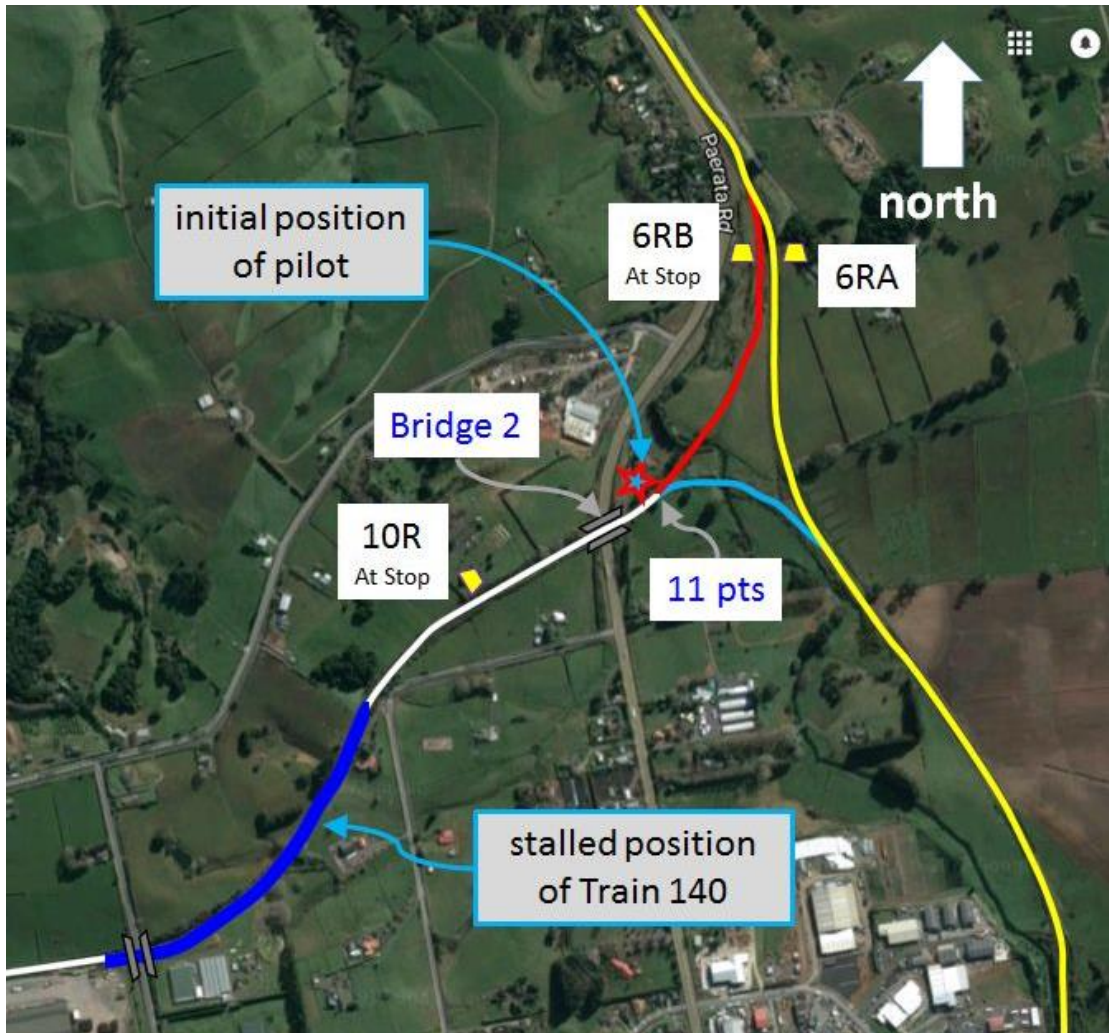 north
initial position
of pilot
Paerata Rd
6RB
At Stop
6RA
Bridge 2
10R
At Stop
11 pts
stalled position
of Train 140